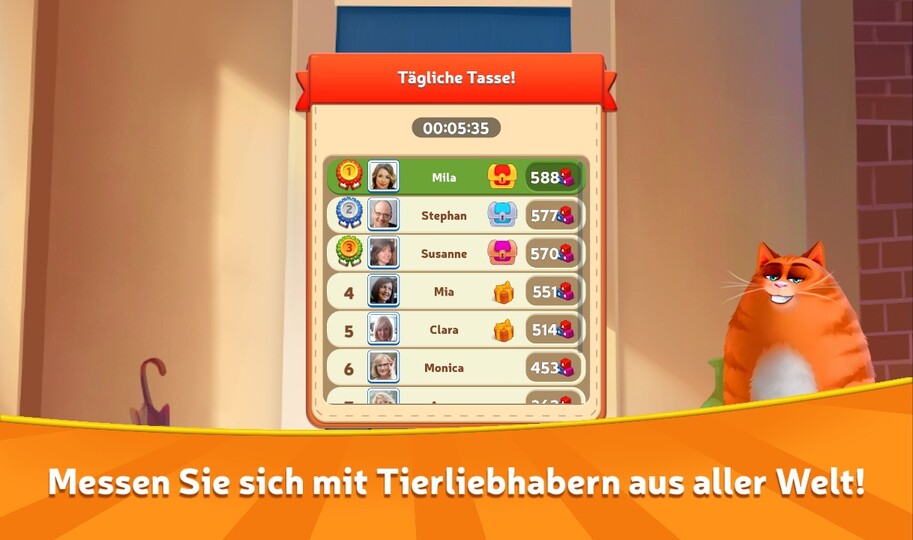 Tägliche Tasse!
00:05:35
1 Mila 588
2 Stephan 577
3 Susanne 570
4 Mia 551
5 Clara 514
6 Monica 453
Messen Sie sich mit Tierliebhabern aus aller Welt!